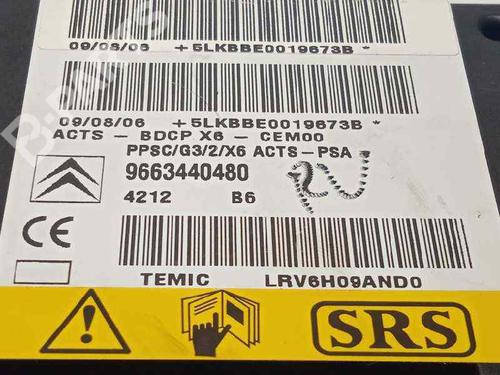 09/08/06 +5LKBBE0019673B *
09/08/06 +5LKBBE0019673B *
ACTS - BDCP X6 - CEM00
PPSC/G3/2/X6 ACTS-PSA
9663440480
4212 B6
CE
TEMIC LRV6H09AND0
SRS
B-PARTS